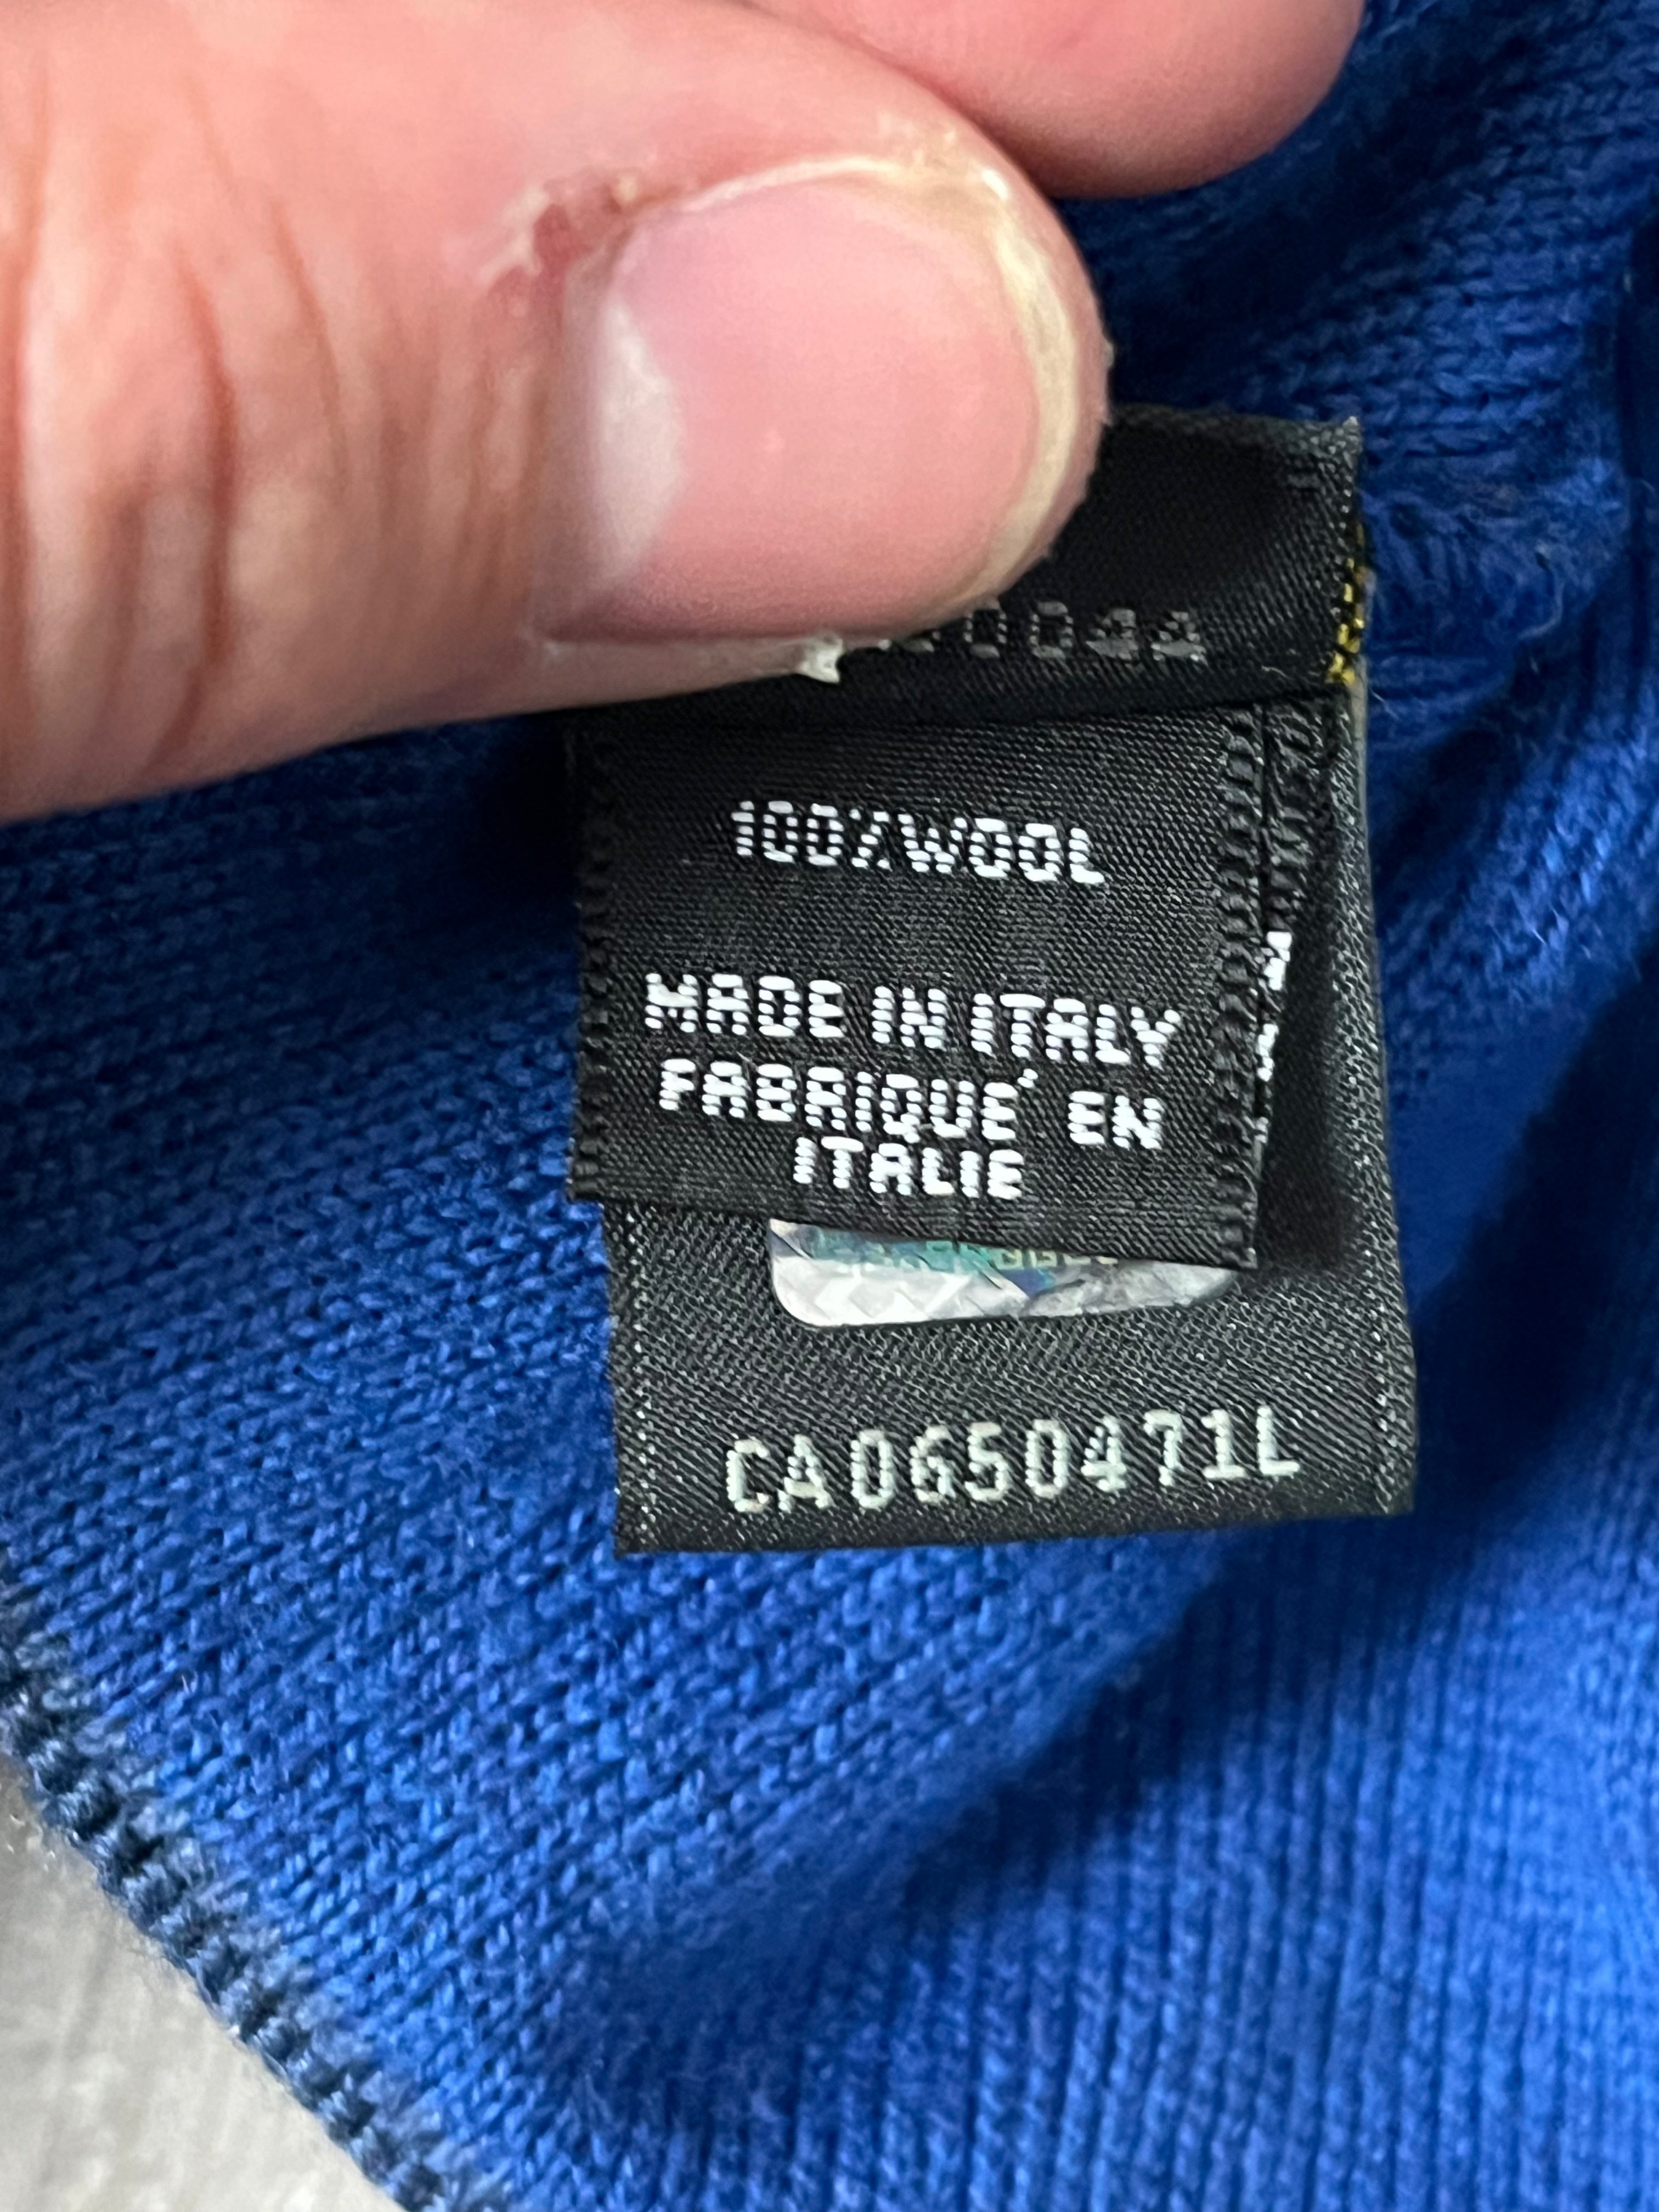 100%WOOL
MADE IN ITALY
FABRIQUE' EN
ITALIE
CA0650471L